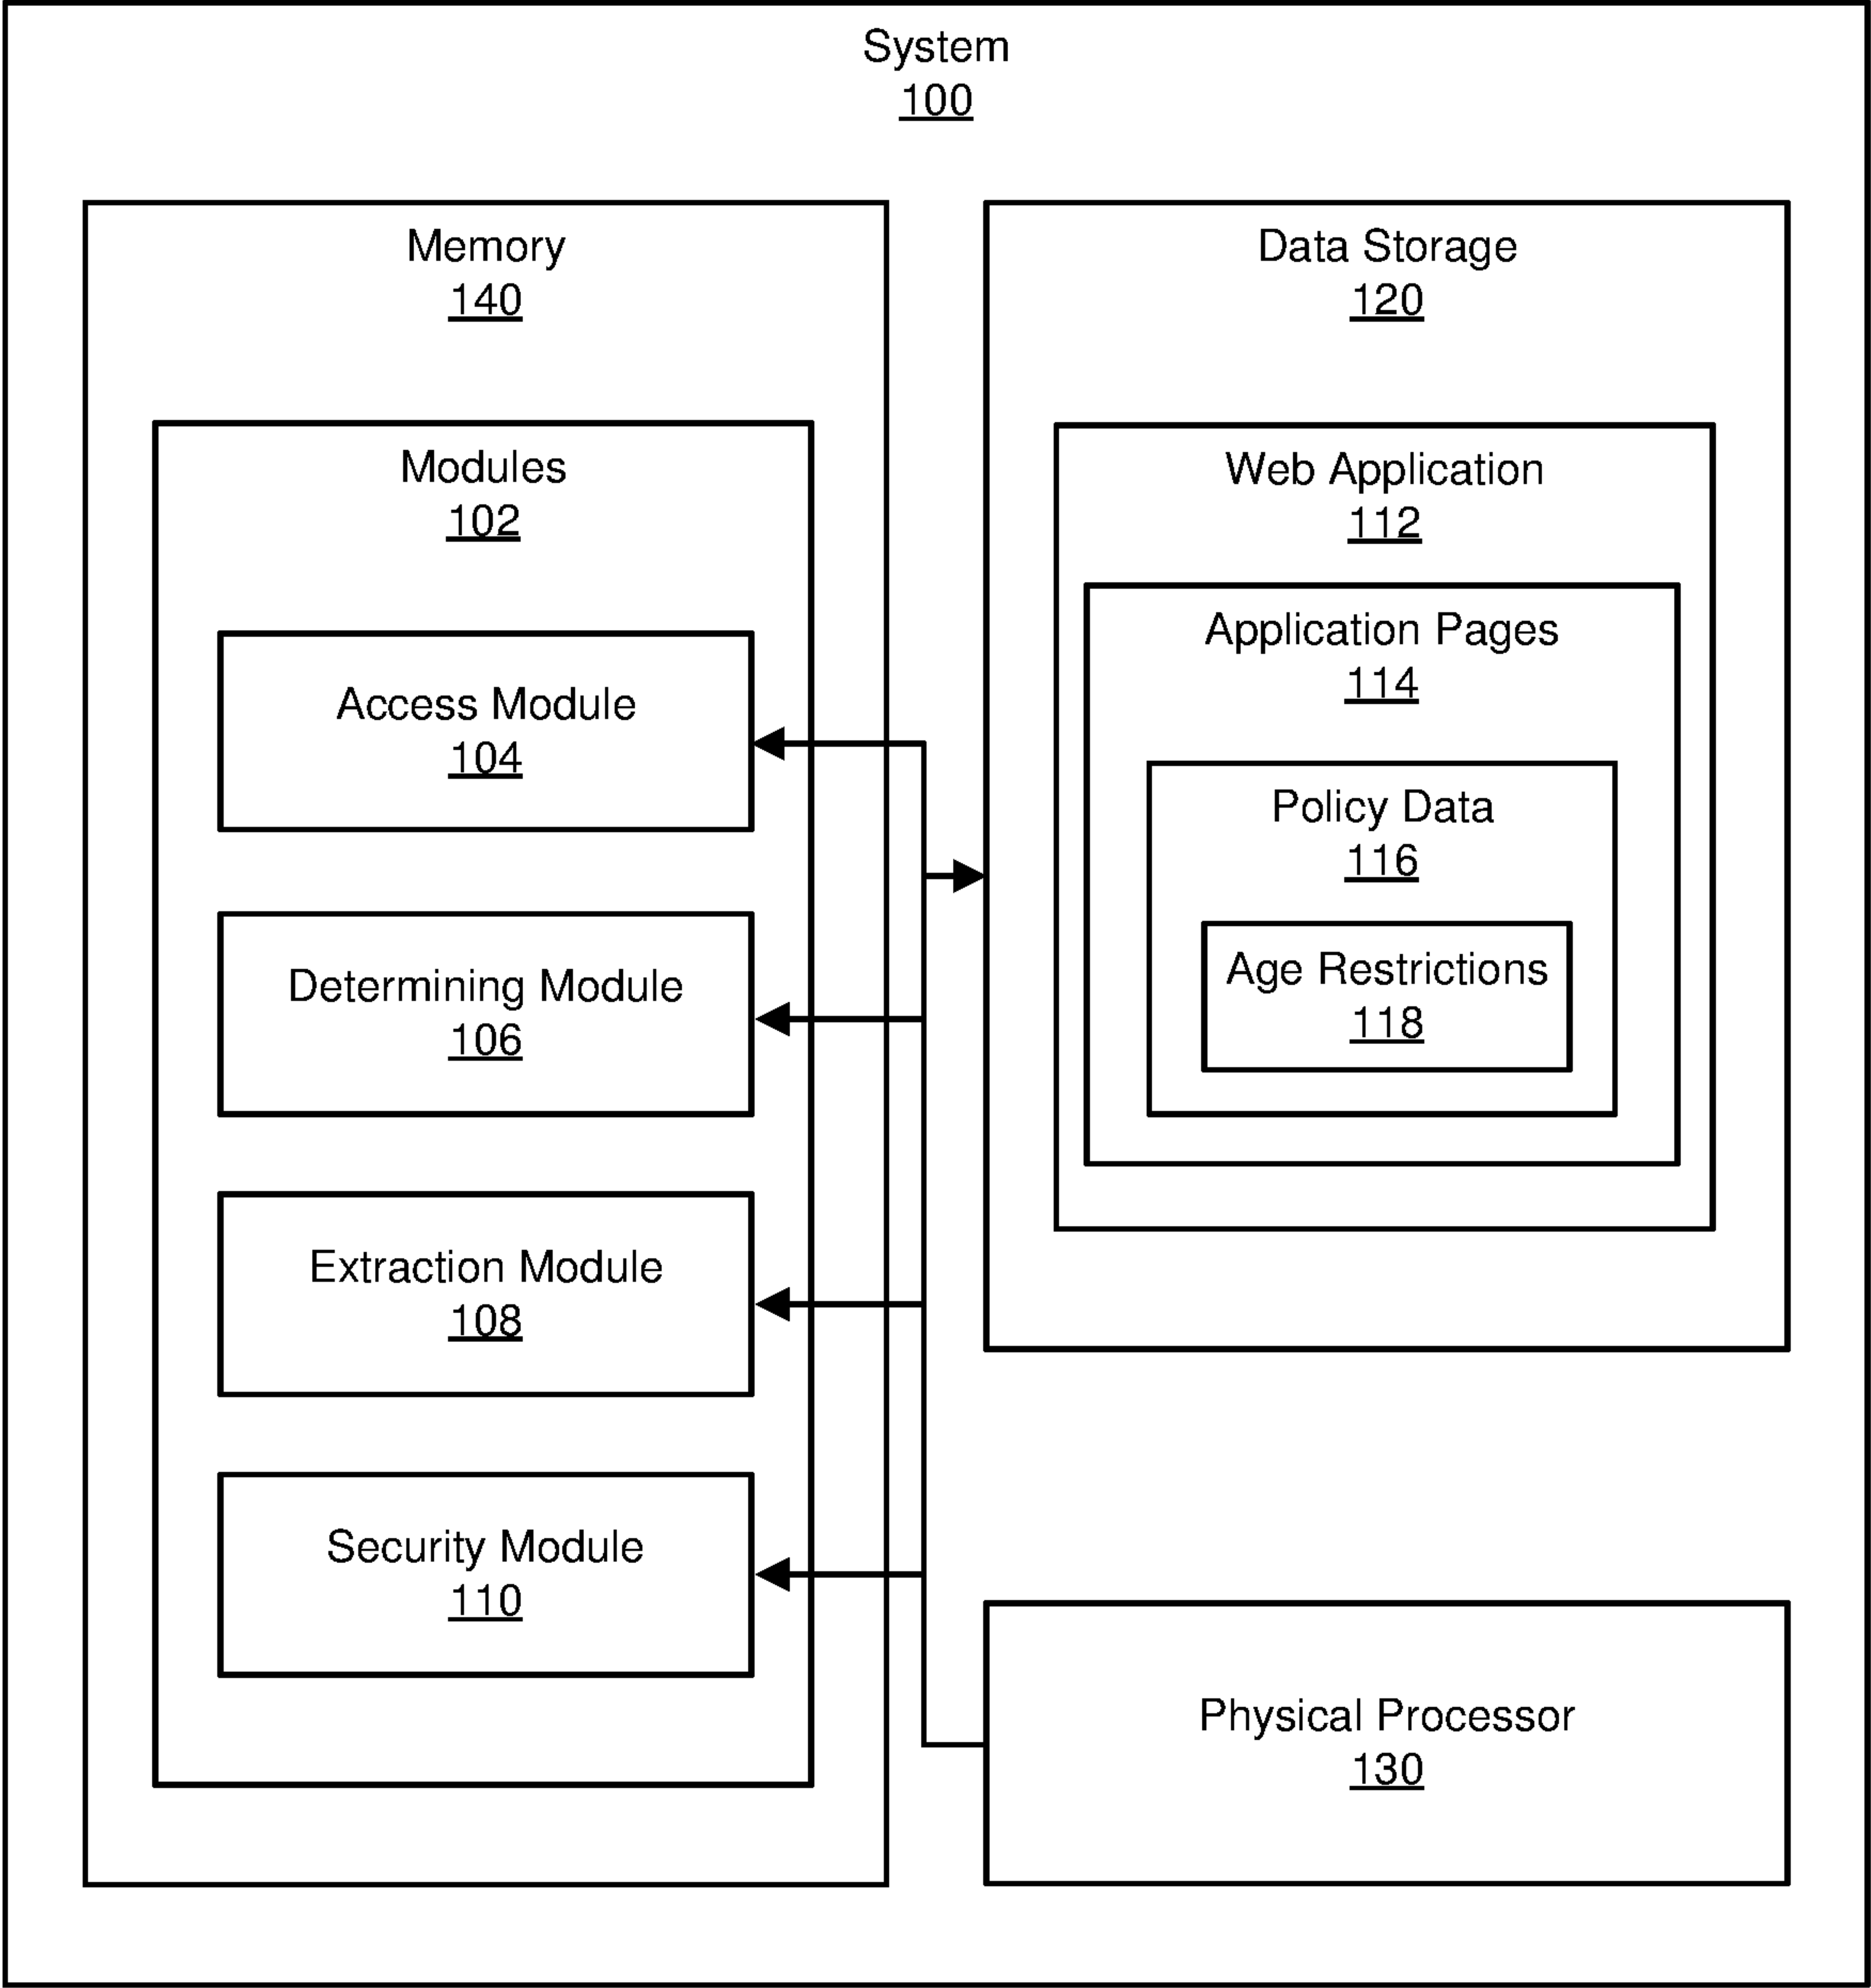 System
100
Memory
140
Modules
102
Access Module
104
Determining Module
106
Extraction Module
108
Security Module
110
Data Storage
120
Web Application
112
Application Pages
114
Policy Data
116
Age Restrictions
118
Physical Processor
130